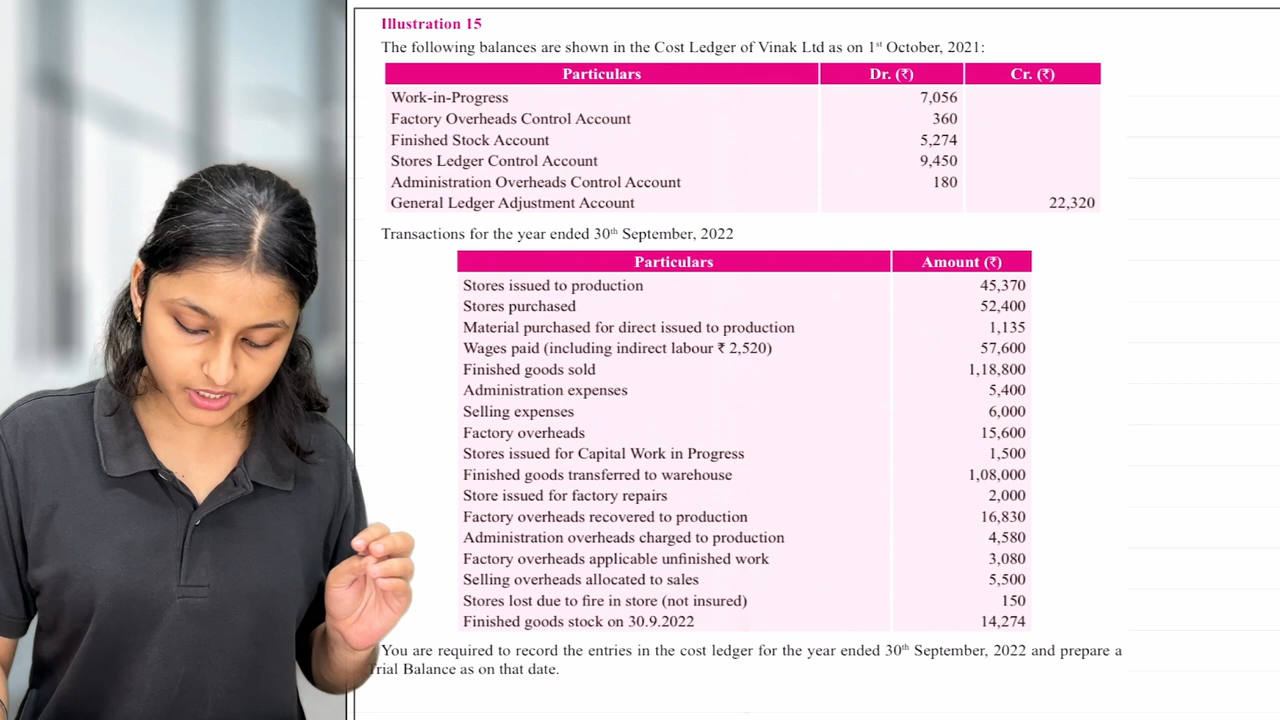 Illustration 15
The following balances are shown in the Cost Ledger of Vinak Ltd as on 1st October, 2021:
Particulars Dr. (₹) Cr. (₹)
Work-in-Progress 7,056
Factory Overheads Control Account 360
Finished Stock Account 5,274
Stores Ledger Control Account 9,450
Administration Overheads Control Account 180
General Ledger Adjustment Account 22,320
Transactions for the year ended 30th September, 2022
Particulars Amount (₹)
Stores issued to production 45,370
Stores purchased 52,400
Material purchased for direct issued to production 1,135
Wages paid (including indirect labour ₹ 2,520) 57,600
Finished goods sold 1,18,800
Administration expenses 5,400
Selling expenses 6,000
Factory overheads 15,600
Stores issued for Capital Work in Progress 1,500
Finished goods transferred to warehouse 1,08,000
Store issued for factory repairs 2,000
Factory overheads recovered to production 16,830
Administration overheads charged to production 4,580
Factory overheads applicable unfinished work 3,080
Selling overheads allocated to sales 5,500
Stores lost due to fire in store (not insured) 150
Finished goods stock on 30.9.2022 14,274
You are required to record the entries in the cost ledger for the year ended 30th September, 2022 and prepare a
Trial Balance as on that date.